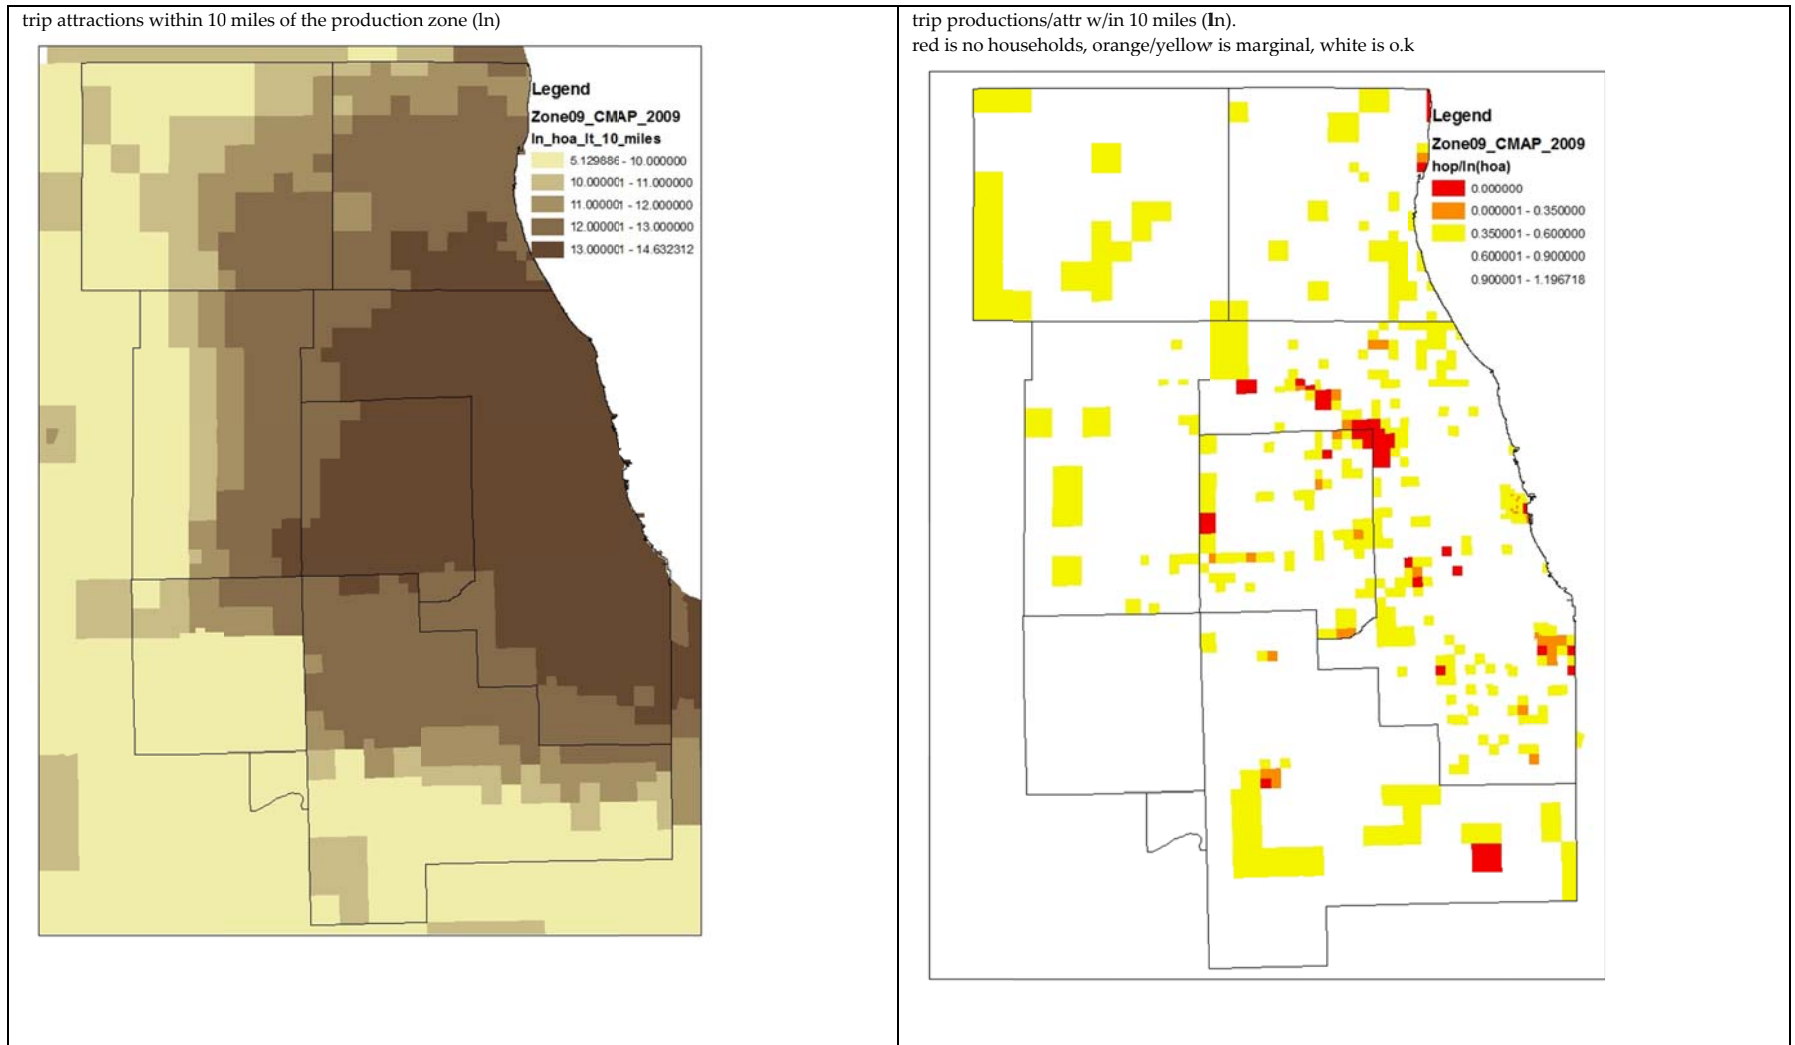 trip attractions within 10 miles of the production zone (ln)
Legend
Zone09_CMAP_2009
ln_hoa_lt_10_miles
5.129886 - 10.000000
10.000001 - 11.000000
11.000001 - 12.000000
12.000001 - 13.000000
13.000001 - 14.632312
trip productions/attr w/in 10 miles (ln).
red is no households, orange/yellow is marginal, white is o.k
Legend
Zone09_CMAP_2009
hop/ln(hoa)
0.000000
0.000001 - 0.350000
0.350001 - 0.600000
0.600001 - 0.900000
0.900001 - 1.196718